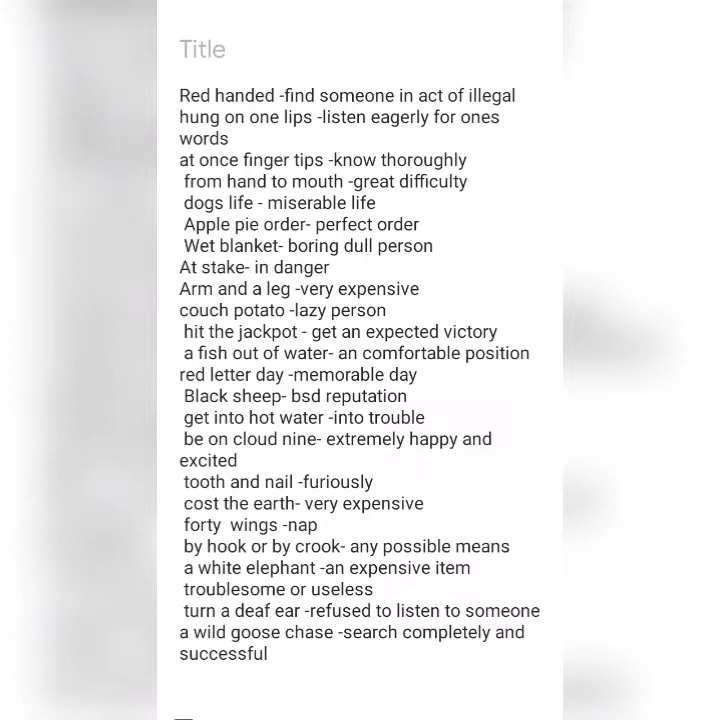 Title
Red handed -find someone in act of illegal
hung on one lips -listen eagerly for ones
words
at once finger tips -know thoroughly
from hand to mouth -great difficulty
dogs life - miserable life
Apple pie order- perfect order
Wet blanket- boring dull person
At stake- in danger
Arm and a leg -very expensive
couch potato -lazy person
hit the jackpot - get an expected victory
a fish out of water- an comfortable position
red letter day -memorable day
Black sheep- bsd reputation
get into hot water -into trouble
be on cloud nine- extremely happy and
excited
tooth and nail -furiously
cost the earth- very expensive
forty  wings -nap
by hook or by crook- any possible means
a white elephant -an expensive item
troublesome or useless
turn a deaf ear -refused to listen to someone
a wild goose chase -search completely and
successful